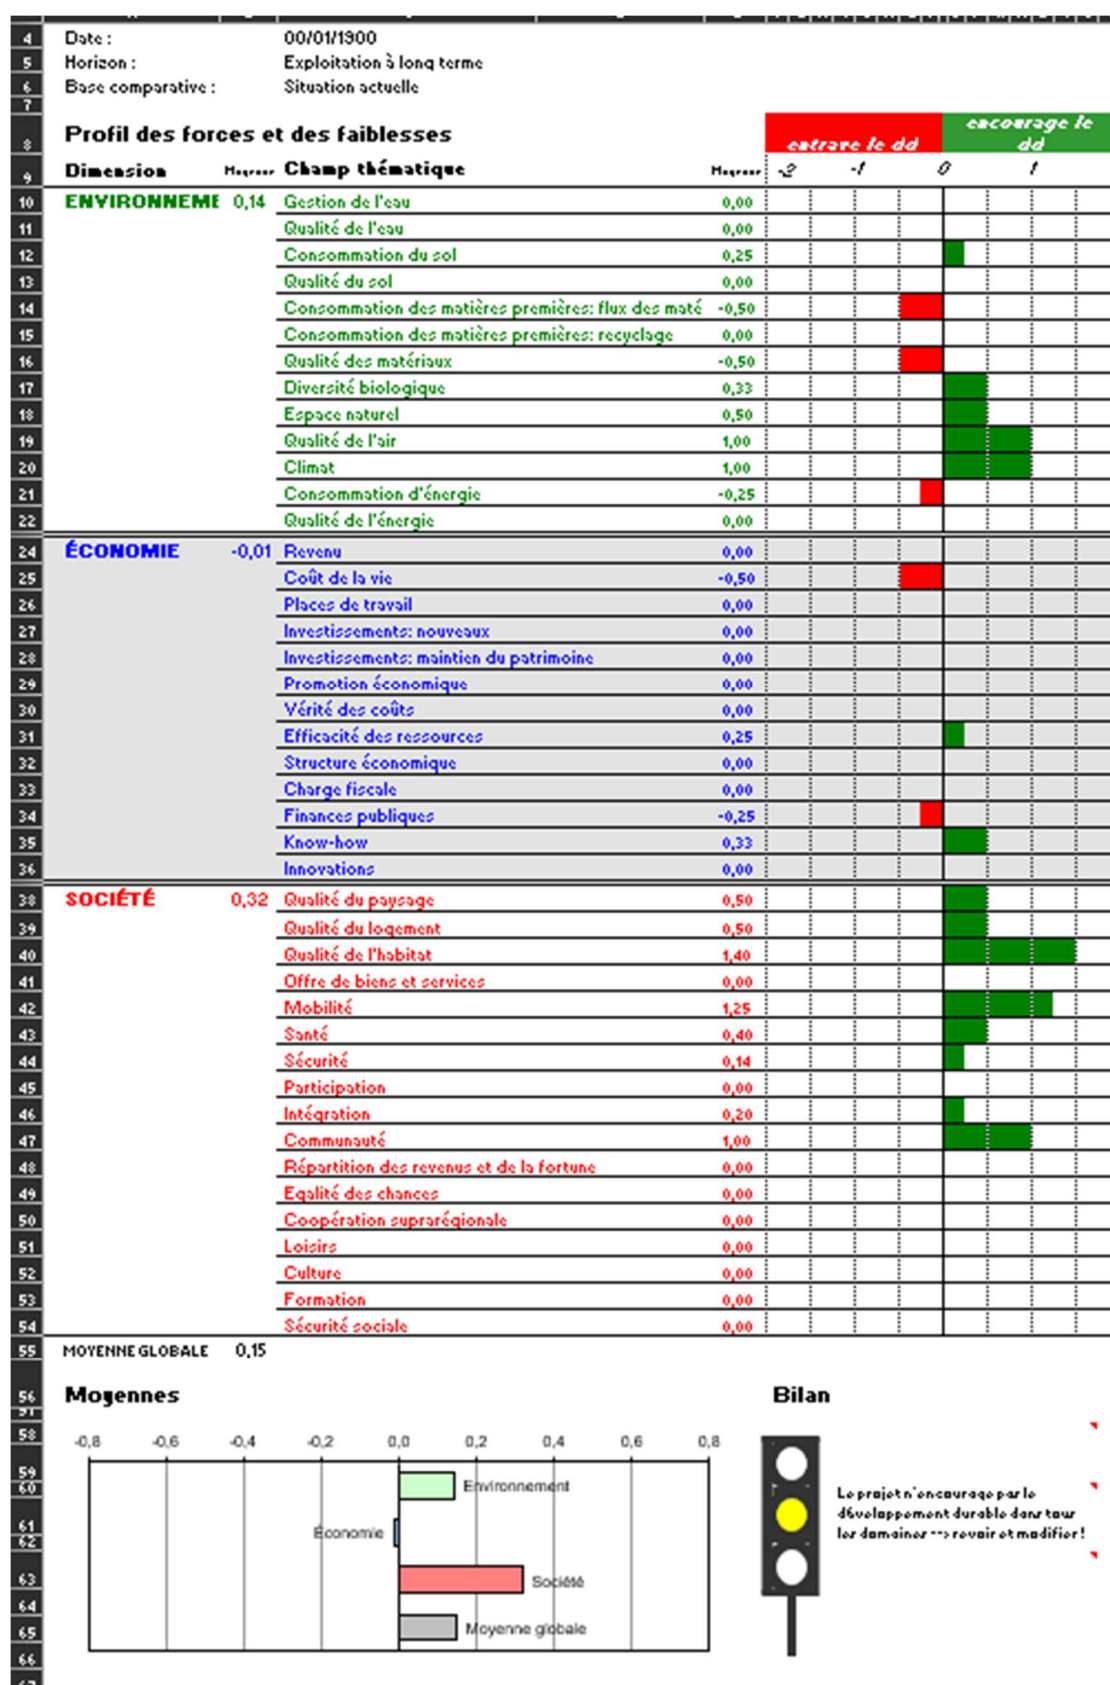 4 Date : 00/01/1900
5 Horizon : Exploitation à long terme
6 Base comparative : Situation actuelle
7
8 Profil des forces et des faiblesses entrave le dd encourage le dd
9 Dimension Moyenne Champ thématique Moyenne -2 -1 0 1
10 ENVIRONNEME 0,14 Gestion de l'eau 0,00
11 Qualité de l'eau 0,00
12 Consommation du sol 0,25
13 Qualité du sol 0,00
14 Consommation des matières premières: flux des maté -0,50
15 Consommation des matières premières: recyclage 0,00
16 Qualité des matériaux -0,50
17 Diversité biologique 0,33
18 Espace naturel 0,50
19 Qualité de l'air 1,00
20 Climat 1,00
21 Consommation d'énergie -0,25
22 Qualité de l'énergie 0,00
24 ÉCONOMIE -0,01 Revenu 0,00
25 Coût de la vie -0,50
26 Places de travail 0,00
27 Investissements: nouveaux 0,00
28 Investissements: maintien du patrimoine 0,00
29 Promotion économique 0,00
30 Vérité des coûts 0,00
31 Efficacité des ressources 0,25
32 Structure économique 0,00
33 Charge fiscale 0,00
34 Finances publiques -0,25
35 Know-how 0,33
36 Innovations 0,00
38 SOCIÉTÉ 0,32 Qualité du paysage 0,50
39 Qualité du logement 0,50
40 Qualité de l'habitat 1,40
41 Offre de biens et services 0,00
42 Mobilité 1,25
43 Santé 0,40
44 Sécurité 0,14
45 Participation 0,00
46 Intégration 0,20
47 Communauté 1,00
48 Répartition des revenus et de la fortune 0,00
49 Egalité des chances 0,00
50 Coopération suprarégionale 0,00
51 Loisirs 0,00
52 Culture 0,00
53 Formation 0,00
54 Sécurité sociale 0,00
55 MOYENNE GLOBALE 0,15
56 Moyennes Bilan
58 -0,8 -0,6 -0,4 -0,2 0,0 0,2 0,4 0,6 0,8
59
60 Environnement
Le projet n'encourage pas le
61 développement durable dans tous
62 Économie les domaines --> revoir et modifier !
63 Société
64
65 Moyenne globale
66